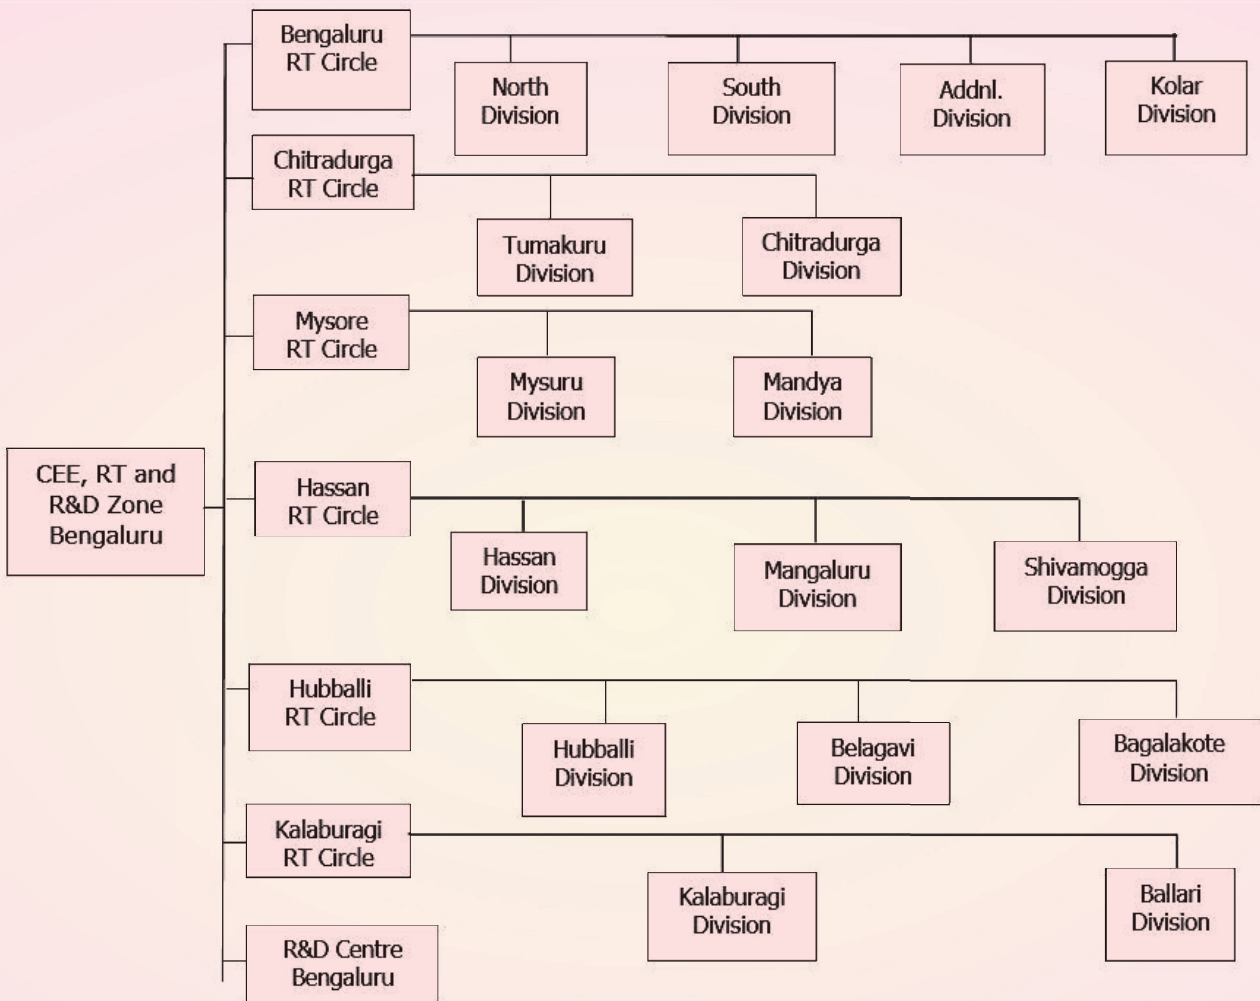 Bengaluru
RT Circle
North
Division
South
Division
Addnl.
Division
Kolar
Division
Chitradurga
RT Circle
Tumakuru
Division
Chitradurga
Division
Mysore
RT Circle
Mysuru
Division
Mandya
Division
CEE, RT and
R&D Zone
Bengaluru
Hassan
RT Circle
Hassan
Division
Mangaluru
Division
Shivamogga
Division
Hubballi
RT Circle
Hubballi
Division
Belagavi
Division
Bagalakote
Division
Kalaburagi
RT Circle
Kalaburagi
Division
Ballari
Division
R&D Centre
Bengaluru